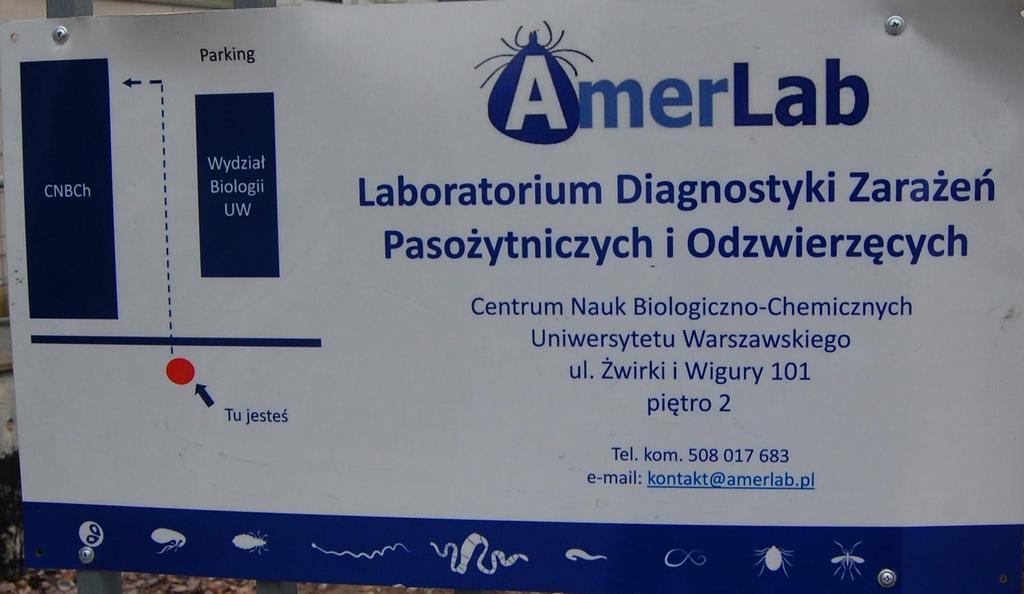 Parking
CNBCh
Wydział
Biologii
UW
Tu jesteś
AmerLab
Laboratorium Diagnostyki Zarażeń
Pasożytniczych i Odzwierzęcych
Centrum Nauk Biologiczno-Chemicznych
Uniwersytetu Warszawskiego
ul. Żwirki i Wigury 101
piętro 2
Tel. kom. 508 017 683
e-mail: kontakt@amerlab.pl